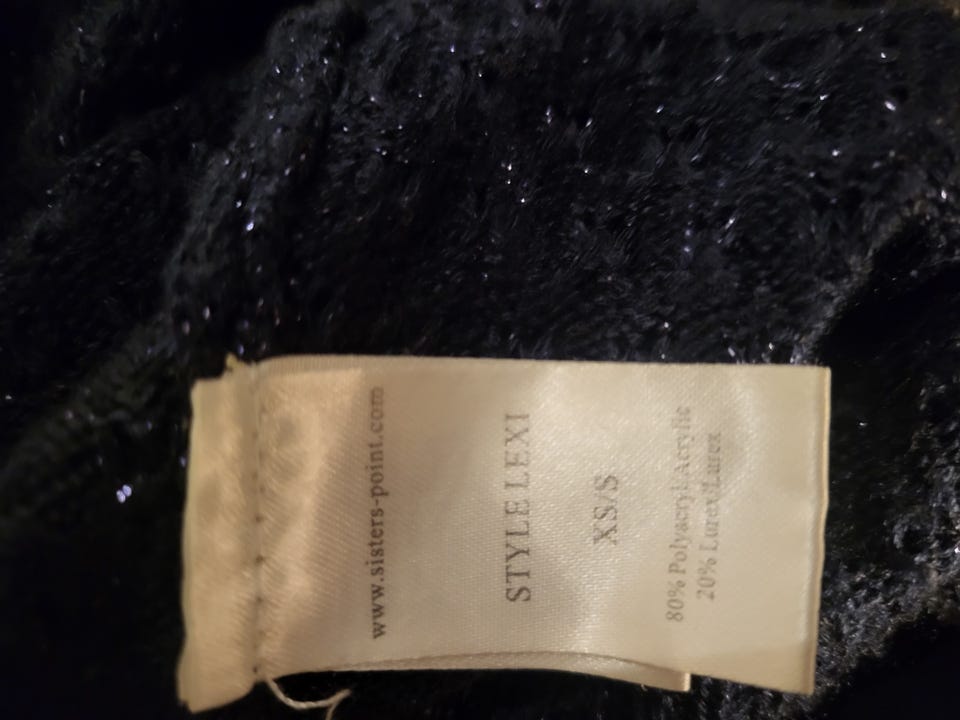 www.sisters-point.com
STYLE LEXI
XS/S
80% Polyacryl/Acrylic
20% Lurex/Lurex